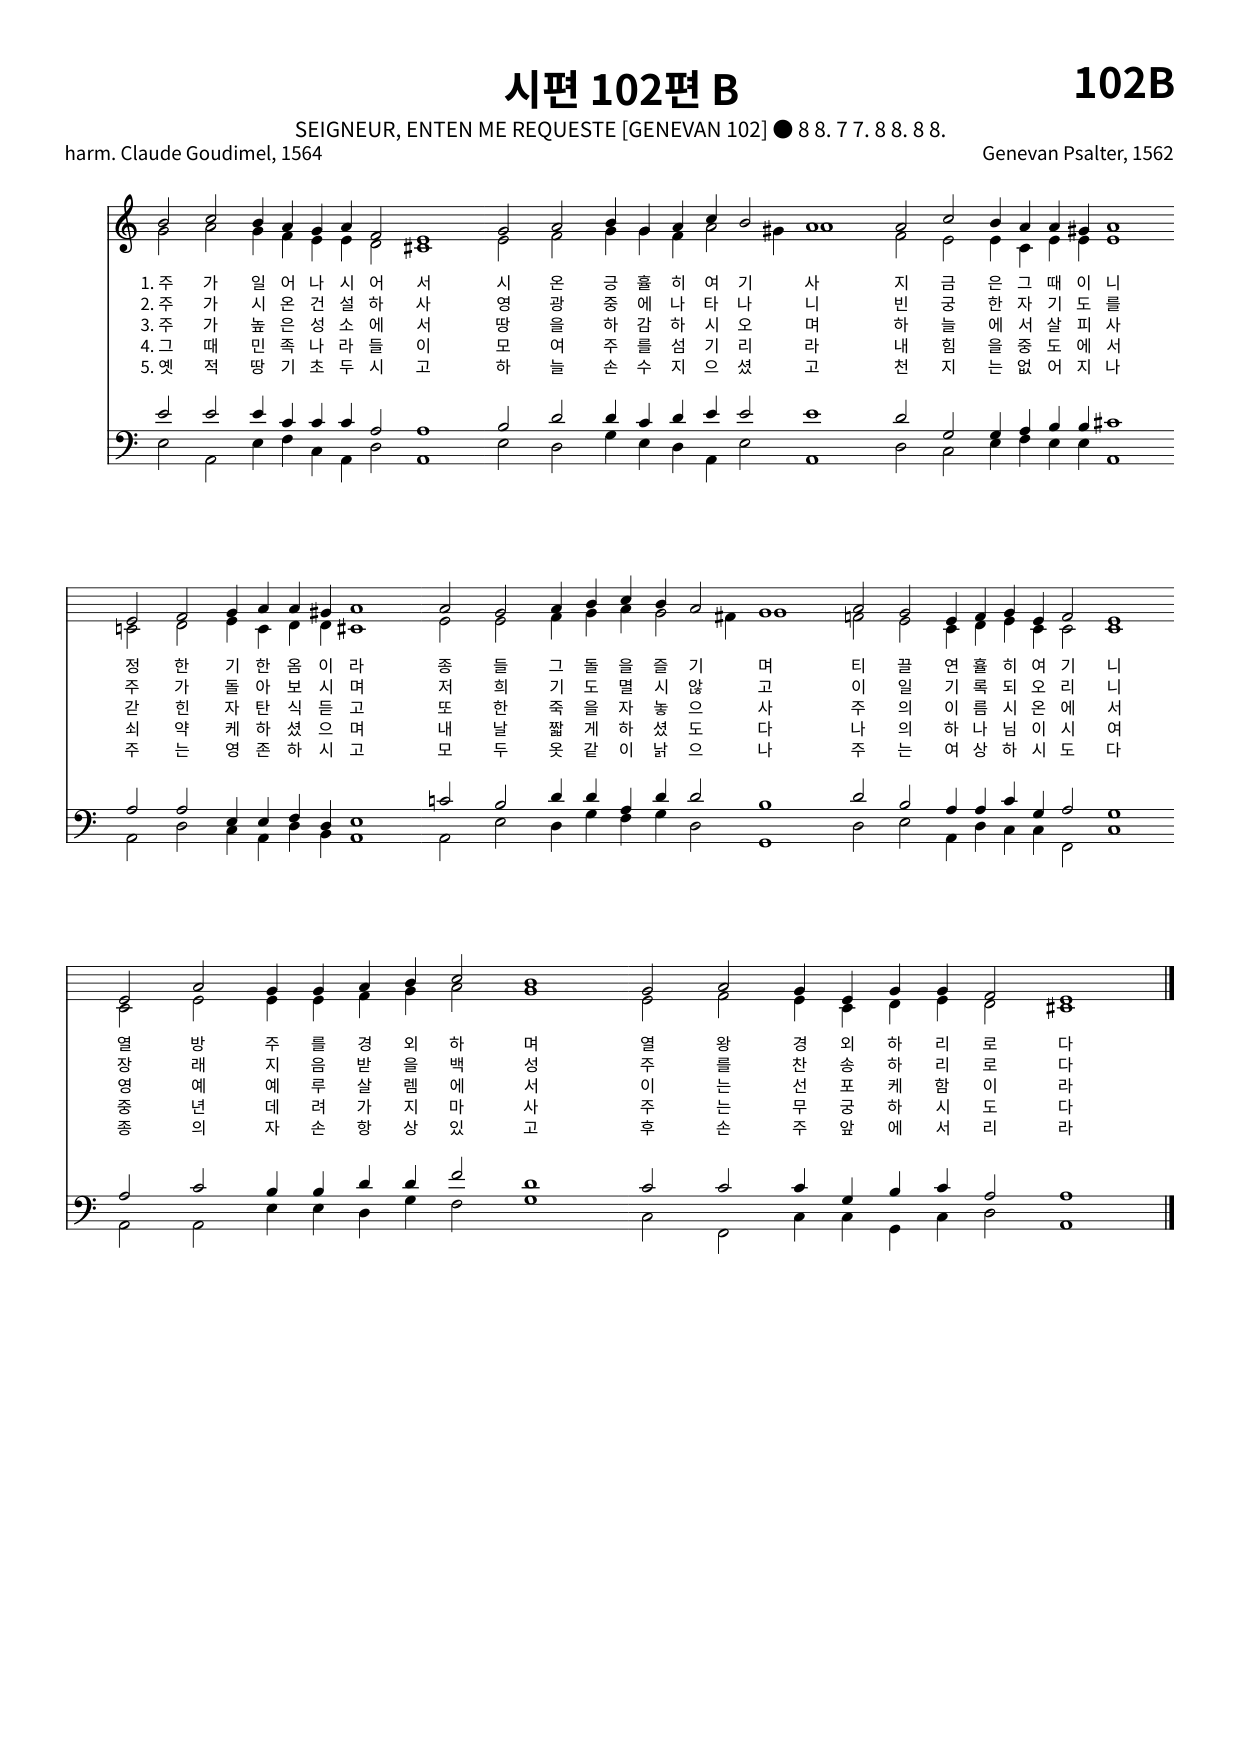 시편 102편 B
102B
SEIGNEUR, ENTEN ME REQUESTE [GENEVAN 102] ● 8 8. 7 7. 8 8. 8 8.
harm. Claude Goudimel, 1564
Genevan Psalter, 1562
1. 주 가 일 어 나 시 어 서 시 온 긍 휼 히 여 기 사 지 금 은 그 때 이 니
2. 주 가 시 온 건 설 하 사 영 광 중 에 나 타 나 니 빈 궁 한 자 기 도 를
3. 주 가 높 은 성 소 에 서 땅 을 하 감 하 시 오 며 하 늘 에 서 살 피 사
4. 그 때 민 족 나 라 들 이 모 여 주 를 섬 기 리 라 내 힘 을 중 도 에 서
5. 옛 적 땅 기 초 두 시 고 하 늘 손 수 지 으 셨 고 천 지 는 없 어 지 나
정 한 기 한 옴 이 라 종 들 그 돌 을 즐 기 며 티 끌 연 휼 히 여 기 니
주 가 돌 아 보 시 며 저 희 기 도 멸 시 않 고 이 일 기 록 되 오 리 니
갇 힌 자 탄 식 듣 고 또 한 죽 을 자 놓 으 사 주 의 이 름 시 온 에 서
쇠 약 케 하 셨 으 며 내 날 짧 게 하 셨 도 다 나 의 하 나 님 이 시 여
주 는 영 존 하 시 고 모 두 옷 같 이 낡 으 나 주 는 여 상 하 시 도 다
열 방 주 를 경 외 하 며 열 왕 경 외 하 리 로 다
장 래 지 음 받 을 백 성 주 를 찬 송 하 리 로 다
영 예 예 루 살 렘 에 서 이 는 선 포 케 함 이 라
중 년 데 려 가 지 마 사 주 는 무 궁 하 시 도 다
종 의 자 손 항 상 있 고 후 손 주 앞 에 서 리 라